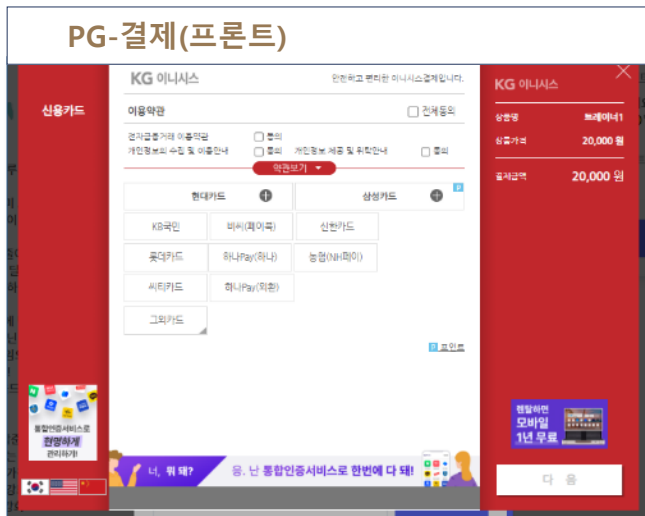 PG-결제(프론트)
KG 이니시스
안전하고 편리한 이니시스결제입니다.
신용카드
이용약관
전체동의
전자금융거래 이용약관
동의
개인정보의 수집 및 이용안내
동의
개인정보 제공 및 위탁안내
동의
약관보기
현대카드
삼성카드
P
KB국민
비씨(페이북)
신한카드
롯데카드
하나Pay(하나)
농협(NH페이)
씨티카드
하나Pay(외환)
그외카드
P 포인트
통합인증서비스로
현명하게
관리하기!
너, 뭐 돼?
응. 난 통합인증서비스로 한번에 다 돼!
KG 이니시스
상품명
트레이너1
상품가격
20,000 원
결제금액
20,000 원
렌탈하면
모바일
1년 무료
다 음